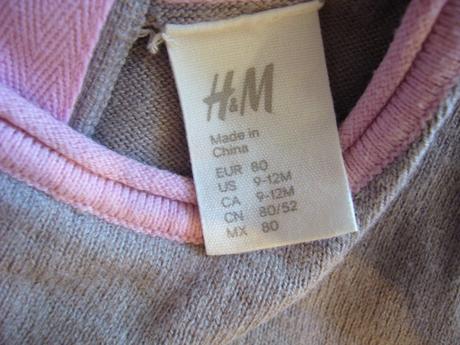 H&M
Made in
China
EUR 80
US 9-12M
CA 9-12M
CN 80/52
MX 80